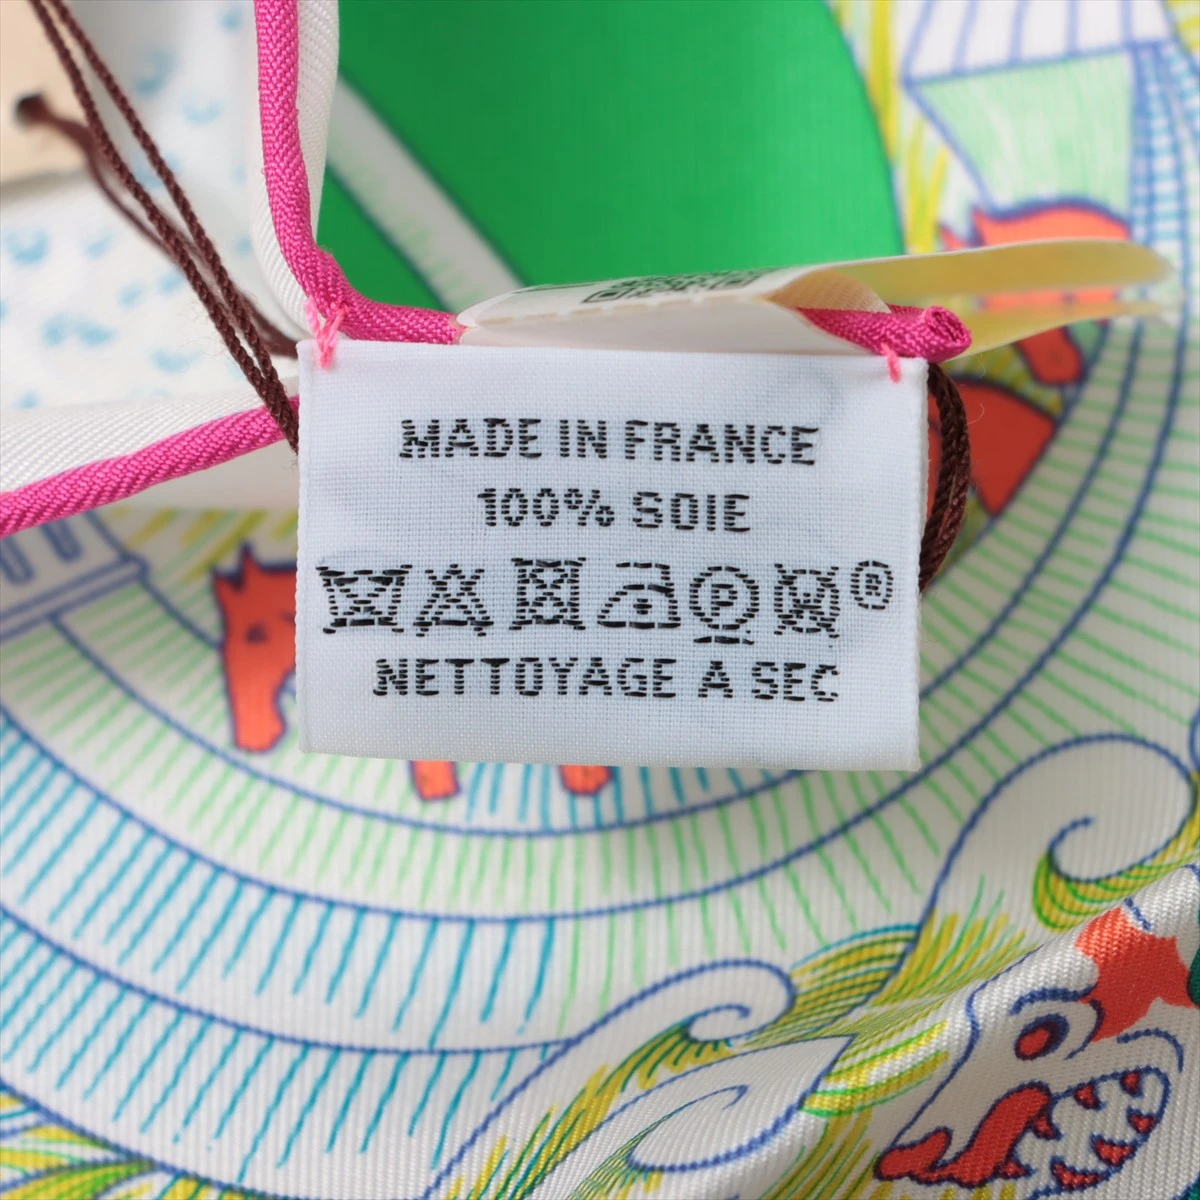 MADE IN FRANCE
100% SOIE
P ®
NETTOYAGE A SEC